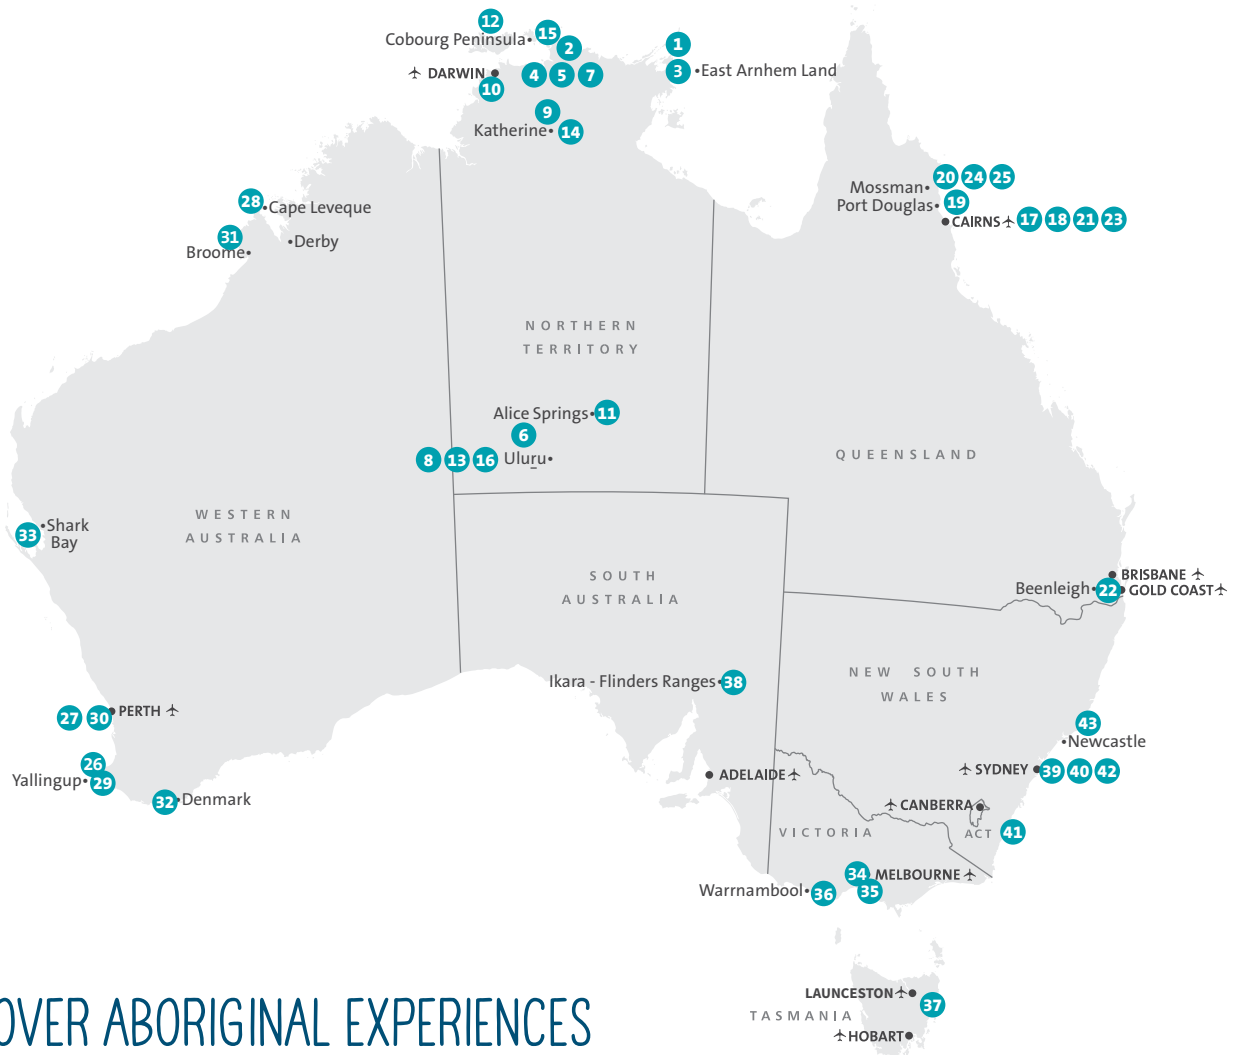 12
Cobourg Peninsula
15
2
1
DARWIN
4 5 7
3
East Arnhem Land
10
9
Katherine
14
20 24 25
Mossman
Port Douglas
19
CAIRNS
17 18 21 23
28
Cape Leveque
31
Broome
Derby
NORTHERN
TERRITORY
Alice Springs
11
6
8 13 16
Uluṟu
QUEENSLAND
WESTERN
AUSTRALIA
33
Shark
Bay
SOUTH
AUSTRALIA
BRISBANE
Beenleigh
22
GOLD COAST
Ikara - Flinders Ranges
38
NEW SOUTH
WALES
27 30
PERTH
43
Newcastle
26
Yallingup
29
32
Denmark
ADELAIDE
SYDNEY
39 40 42
CANBERRA
ACT
41
VICTORIA
34
MELBOURNE
Warrnambool
36
35
LAUNCESTON
37
TASMANIA
HOBART
OVER ABORIGINAL EXPERIENCES